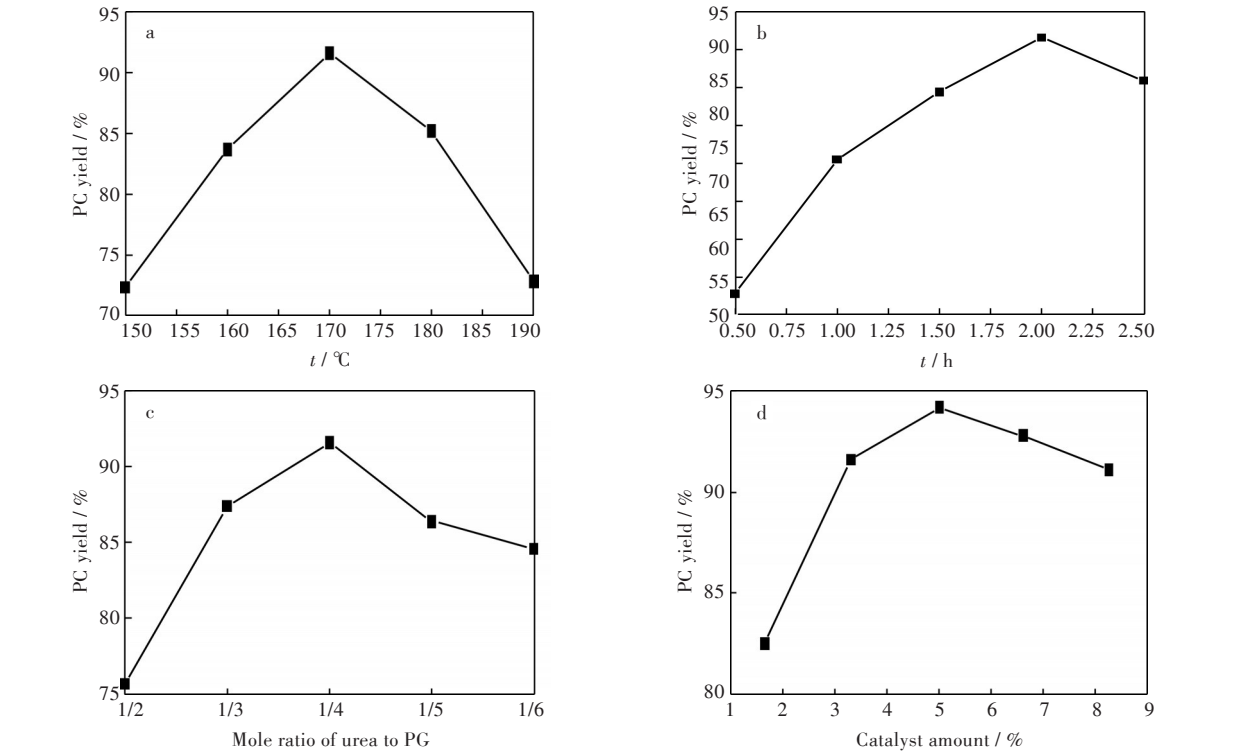 a
95
90
85
80
75
70
PC yield / %
150 155 160 165 170 175 180 185 190
t / ℃
b
95
90
85
80
75
70
65
60
55
50
PC yield / %
0.50 0.75 1.00 1.25 1.50 1.75 2.00 2.25 2.50
t / h
c
95
90
85
80
75
PC yield / %
1/2 1/3 1/4 1/5 1/6
Mole ratio of urea to PG
d
95
90
85
80
PC yield / %
1 2 3 4 5 6 7 8 9
Catalyst amount / %